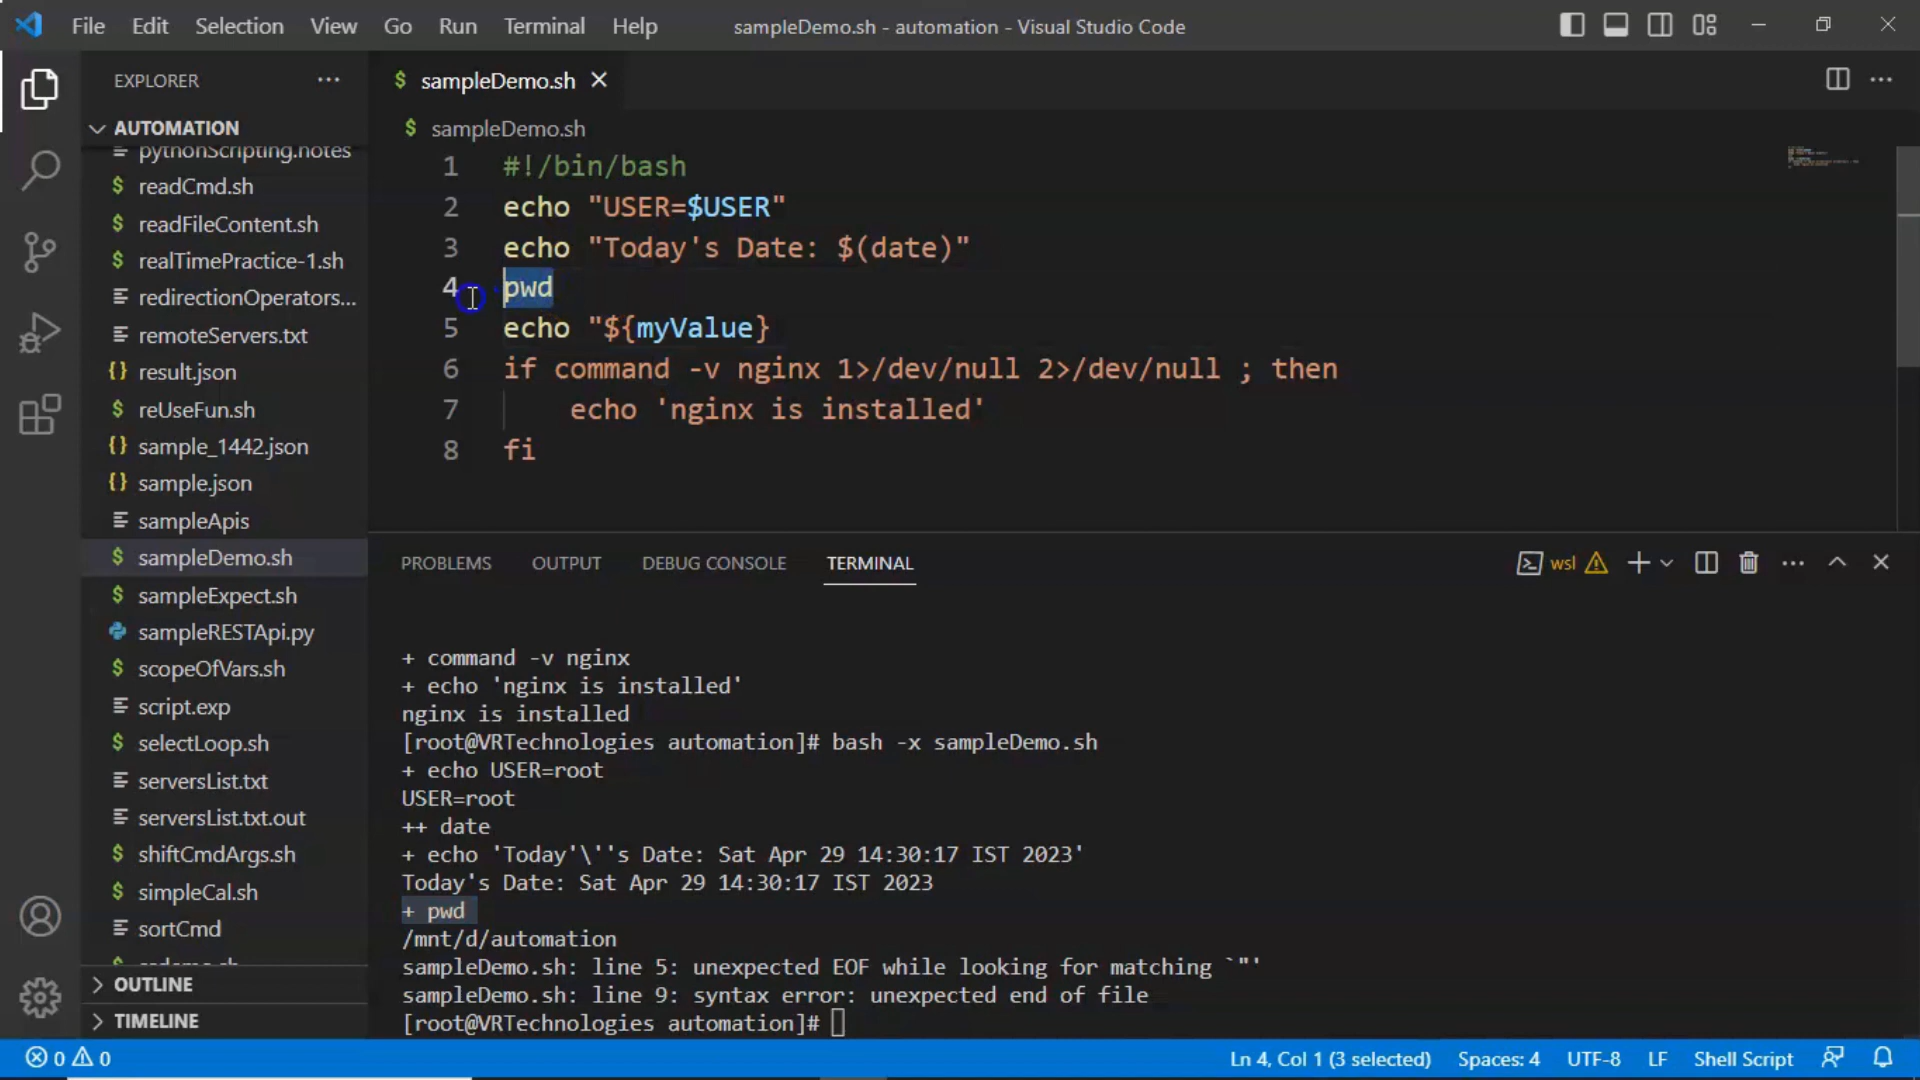 File Edit Selection View Go Run Terminal Help
sampleDemo.sh - automation - Visual Studio Code
EXPLORER
AUTOMATION
pythonScripting.notes
readCmd.sh
readFileContent.sh
realTimePractice-1.sh
redirectionOperators...
remoteServers.txt
result.json
reUseFun.sh
sample_1442.json
sample.json
sampleApis
sampleDemo.sh
sampleExpect.sh
sampleRESTApi.py
scopeOfVars.sh
script.exp
selectLoop.sh
serversList.txt
serversList.txt.out
shiftCmdArgs.sh
simpleCal.sh
sortCmd
OUTLINE
TIMELINE
sampleDemo.sh
sampleDemo.sh
1 #!/bin/bash
2 echo "USER=$USER"
3 echo "Today's Date: $(date)"
4 pwd
5 echo "${myValue}
6 if command -v nginx 1>/dev/null 2>/dev/null ; then
7 echo 'nginx is installed'
8 fi
PROBLEMS OUTPUT DEBUG CONSOLE TERMINAL
wsl
+ command -v nginx
+ echo 'nginx is installed'
nginx is installed
[root@VRTechnologies automation]# bash -x sampleDemo.sh
+ echo USER=root
USER=root
++ date
+ echo 'Today'\''s Date: Sat Apr 29 14:30:17 IST 2023'
Today's Date: Sat Apr 29 14:30:17 IST 2023
+ pwd
/mnt/d/automation
sampleDemo.sh: line 5: unexpected EOF while looking for matching `"'
sampleDemo.sh: line 9: syntax error: unexpected end of file
[root@VRTechnologies automation]#
0 0
Ln 4, Col 1 (3 selected) Spaces: 4 UTF-8 LF Shell Script